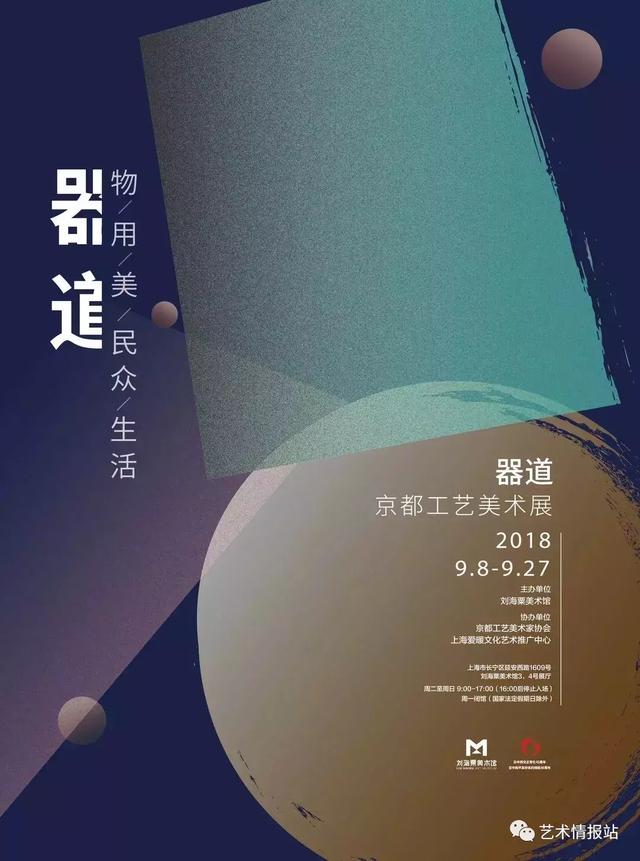 器道
物/用/美/民众/生活
器道
京都工艺美术展
2018
9.8-9.27
主办单位
刘海粟美术馆
协办单位
京都工艺美术家协会
上海爱暖文化艺术推广中心
上海市长宁区延安西路1609号
刘海粟美术馆3、4号展厅
周二至周日 9:00-17:00（16:00后停止入场）
周一闭馆（国家法定假期日除外）
刘海粟美术馆
LIU HAISU ART MUSEUM
艺术情报站